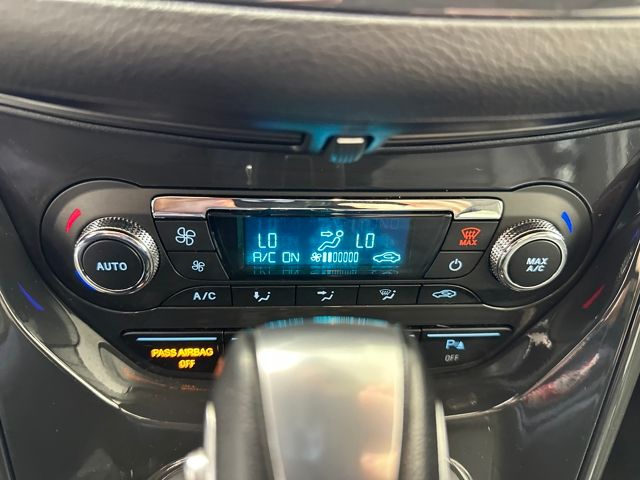 LO LO
A/C ON
AUTO
MAX
MAX
A/C
A/C
PASS AIRBAG
OFF
P
OFF